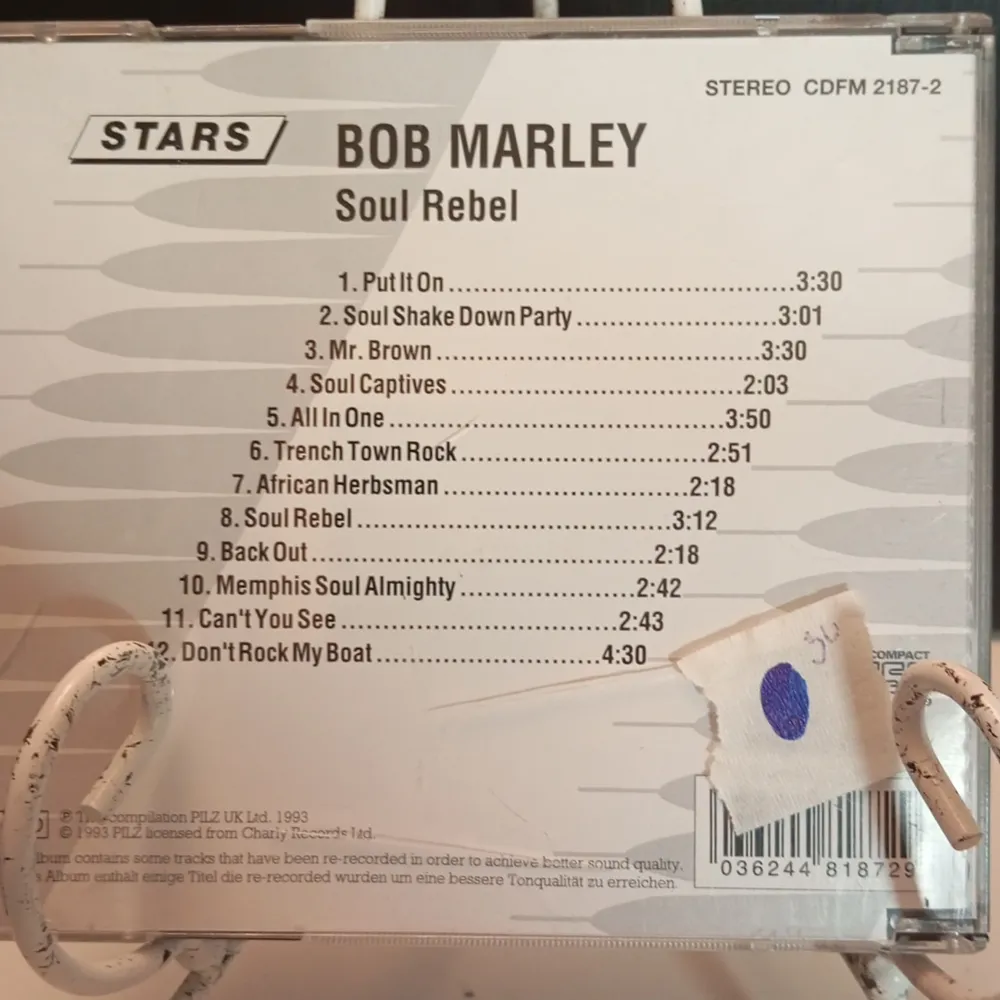 STEREO CDFM 2187-2
STARS
BOB MARLEY
Soul Rebel
1. Put It On 3:30
2. Soul Shake Down Party 3:01
3. Mr. Brown 3:30
4. Soul Captives 2:03
5. All In One 3:50
6. Trench Town Rock 2:51
7. African Herbsman 2:18
8. Soul Rebel 3:12
9. Back Out 2:18
10. Memphis Soul Almighty 2:42
11. Can't You See 2:43
2. Don't Rock My Boat 4:30
COMPACT
℗ compilation PILZ UK Ltd. 1993
© 1993 PILZ licensed from Charly Records Ltd.
lbum contains some tracks that have been re-recorded in order to achieve better sound quality.
s Album enthält einige Titel die re-recorded wurden um eine bessere Tonqualität zu erreichen.
036244 818729